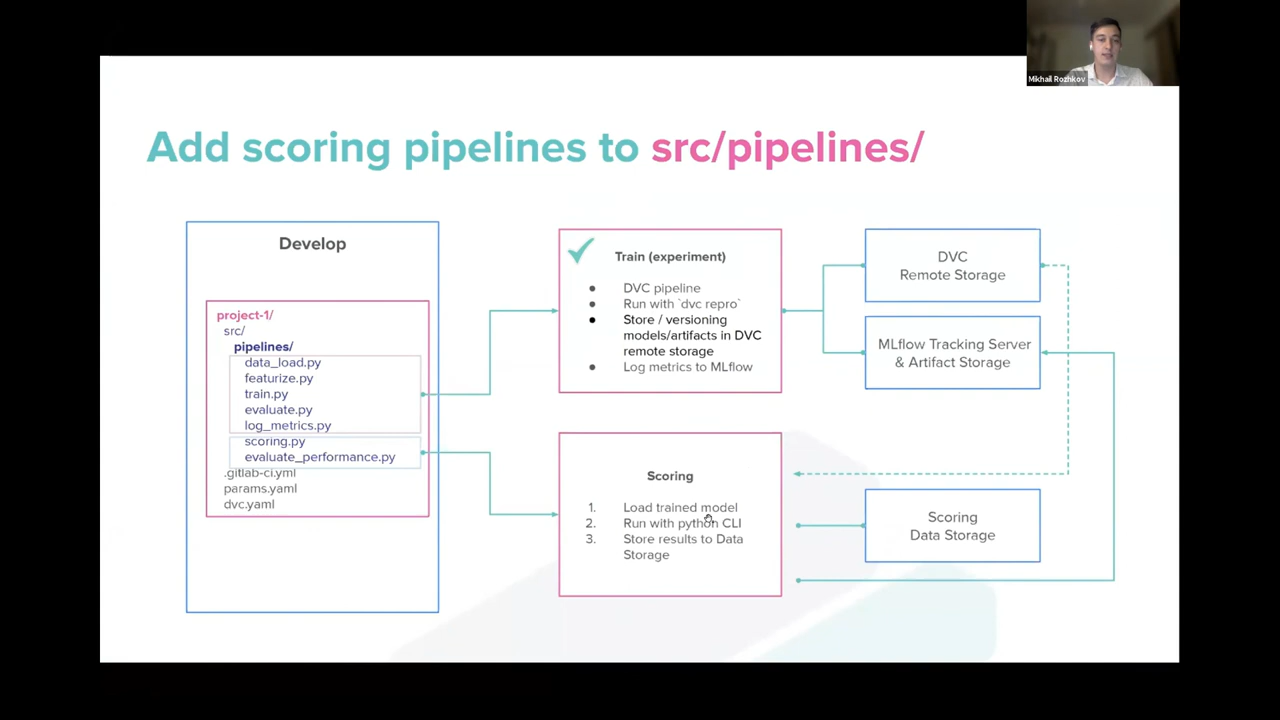 Mikhail Rozhkov
Add scoring pipelines to src/pipelines/
Develop
project-1/
src/
pipelines/
data_load.py
featurize.py
train.py
evaluate.py
log_metrics.py
scoring.py
evaluate_performance.py
.gitlab-ci.yml
params.yaml
dvc.yaml
Train (experiment)
● DVC pipeline
● Run with `dvc repro`
● Store / versioning
models/artifacts in DVC
remote storage
● Log metrics to MLflow
Scoring
1. Load trained model
2. Run with python CLI
3. Store results to Data
Storage
DVC
Remote Storage
MLflow Tracking Server
& Artifact Storage
Scoring
Data Storage